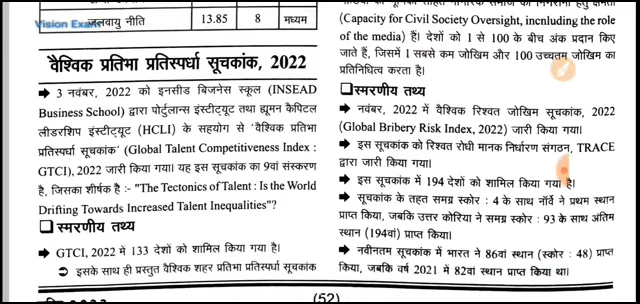 जलवायु नीति 13.85 8 मध्यम
Vision Exam
वैश्विक प्रतिभा प्रतिस्पर्धा सूचकांक, 2022
➡ 3 नवंबर, 2022 को इनसीड बिजनेस स्कूल (INSEAD
Business School) द्वारा पोर्टुलान्स इंस्टीट्यूट तथा ह्यूमन कैपिटल
लीडरशिप इंस्टीट्यूट (HCLI) के सहयोग से 'वैश्विक प्रतिभा
प्रतिस्पर्धा सूचकांक' (Global Talent Competitiveness Index :
GTCI), 2022 जारी किया गया। यह इस सूचकांक का 9वां संस्करण
है, जिसका शीर्षक है :- "The Tectonics of Talent : Is the World
Drifting Towards Increased Talent Inequalities"?
❑ स्मरणीय तथ्य
➡ GTCI, 2022 में 133 देशों को शामिल किया गया है।
➲ इसके साथ ही प्रस्तुत वैश्विक शहर प्रतिभा प्रतिस्पर्धा सूचकांक
(Capacity for Civil Society Oversight, incnluding the role
of the media) हैं। देशों को 1 से 100 के बीच अंक प्रदान किए
जाते हैं, जिसमें 1 सबसे कम जोखिम और 100 उच्चतम जोखिम का
प्रतिनिधित्व करता है।
❑ स्मरणीय तथ्य
➡ नवंबर, 2022 में वैश्विक रिश्वत जोखिम सूचकांक, 2022
(Global Bribery Risk Index, 2022) जारी किया गया।
➡ इस सूचकांक को रिश्वत रोधी मानक निर्धारण संगठन, TRACE
द्वारा जारी किया गया।
➡ इस सूचकांक में 194 देशों को शामिल किया गया है।
➡ सूचकांक के तहत समग्र स्कोर : 4 के साथ नॉर्वे ने प्रथम स्थान
प्राप्त किया, जबकि उत्तर कोरिया ने समग्र स्कोर : 93 के साथ अंतिम
स्थान (194वां) प्राप्त किया।
➡ नवीनतम सूचकांक में भारत ने 86वां स्थान (स्कोर : 48) प्राप्त
किया, जबकि वर्ष 2021 में 82वां स्थान प्राप्त किया था।
(52)